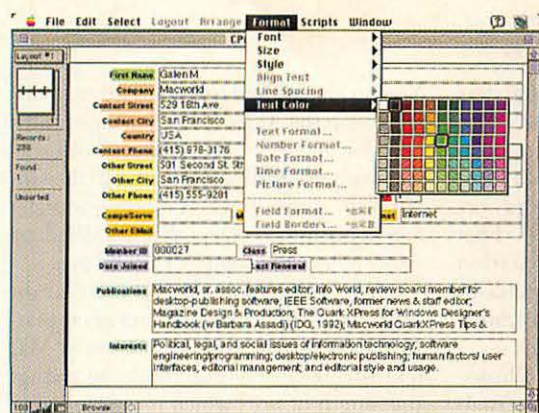 File Edit Select Layout Arrange Format Scripts Window
CP
Layout #1
Records:
Found:
1
Unsorted
Font
Size
Style
Align Text
Line Spacing
Text Color
Text Format...
Number Format...
Date Format...
Time Format...
Picture Format...
Field Format...
Field Borders...
First Name Galen M
Company Macworld
Contact Street 529 18th Ave
Contact City San Francisco
Country USA
Contact Phone (415) 978-3176
Other Street 501 Second St.
Other City San Francisco
Other Phone (415) 555-9281
CompuServe
Internet
Other EMail
Member ID 000027 Class Press
Date Joined Last Renewal
Publications Macworld, sr. assoc. features editor; Info World, review board member for
desktop-publishing software, IEEE Software, former news & staff editor;
Magazine Design & Production; The Quark XPress for Windows Designer's
Handbook (w Barbara Assadi) (IDG, 1992); Macworld QuarkXPress Tips &
Interests Political, legal, and social issues of information technology; software
engineering/programming; desktop/electronic publishing; human factors/ user
interfaces, editorial management; and editorial style and usage.
100 Browse